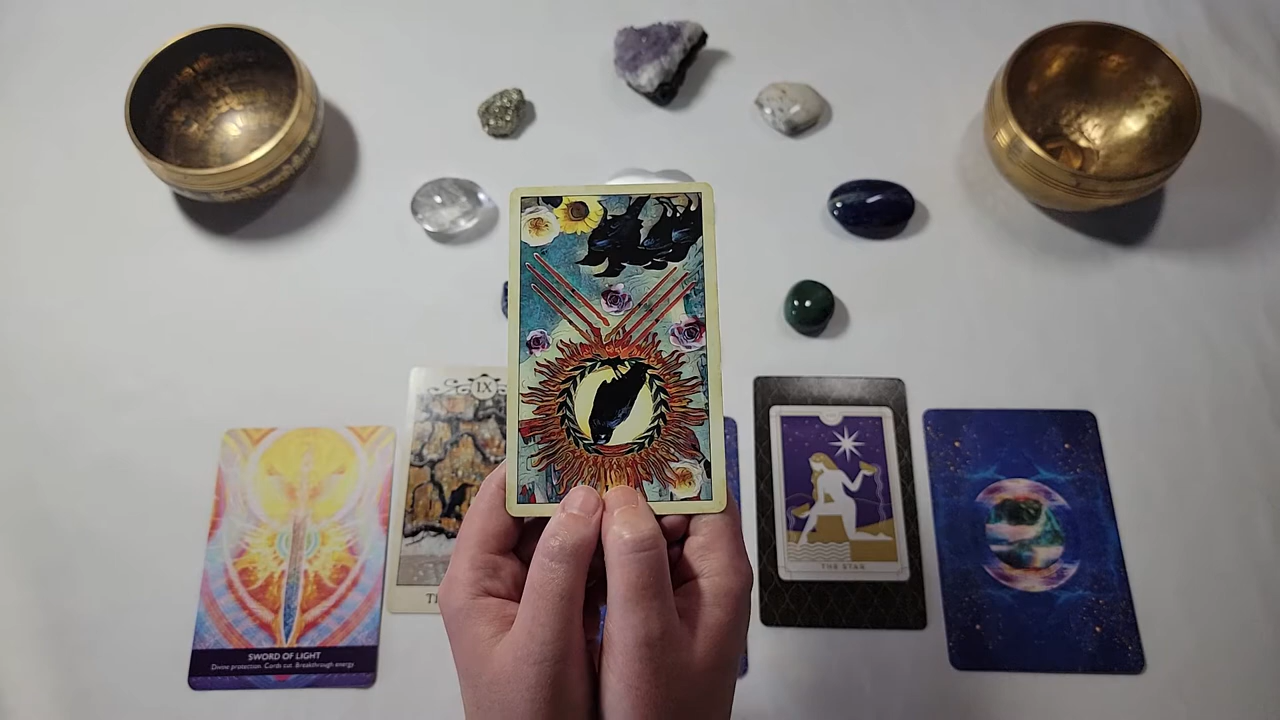 SWORD OF LIGHT
Divine protection. Cords cut. Breakthrough energy
IX
THE STAR